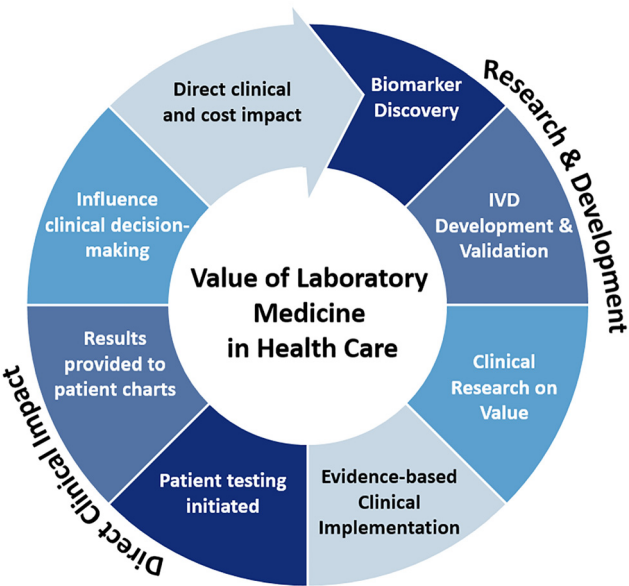 Direct clinical
and cost impact
Biomarker
Discovery
Research & Development
IVD
Development &
Validation
Clinical
Research on
Value
Evidence-based
Clinical
Implementation
Patient testing
initiated
Direct Clinical Impact
Results
provided to
patient charts
Influence
clinical decision-
making
Value of Laboratory
Medicine
in Health Care